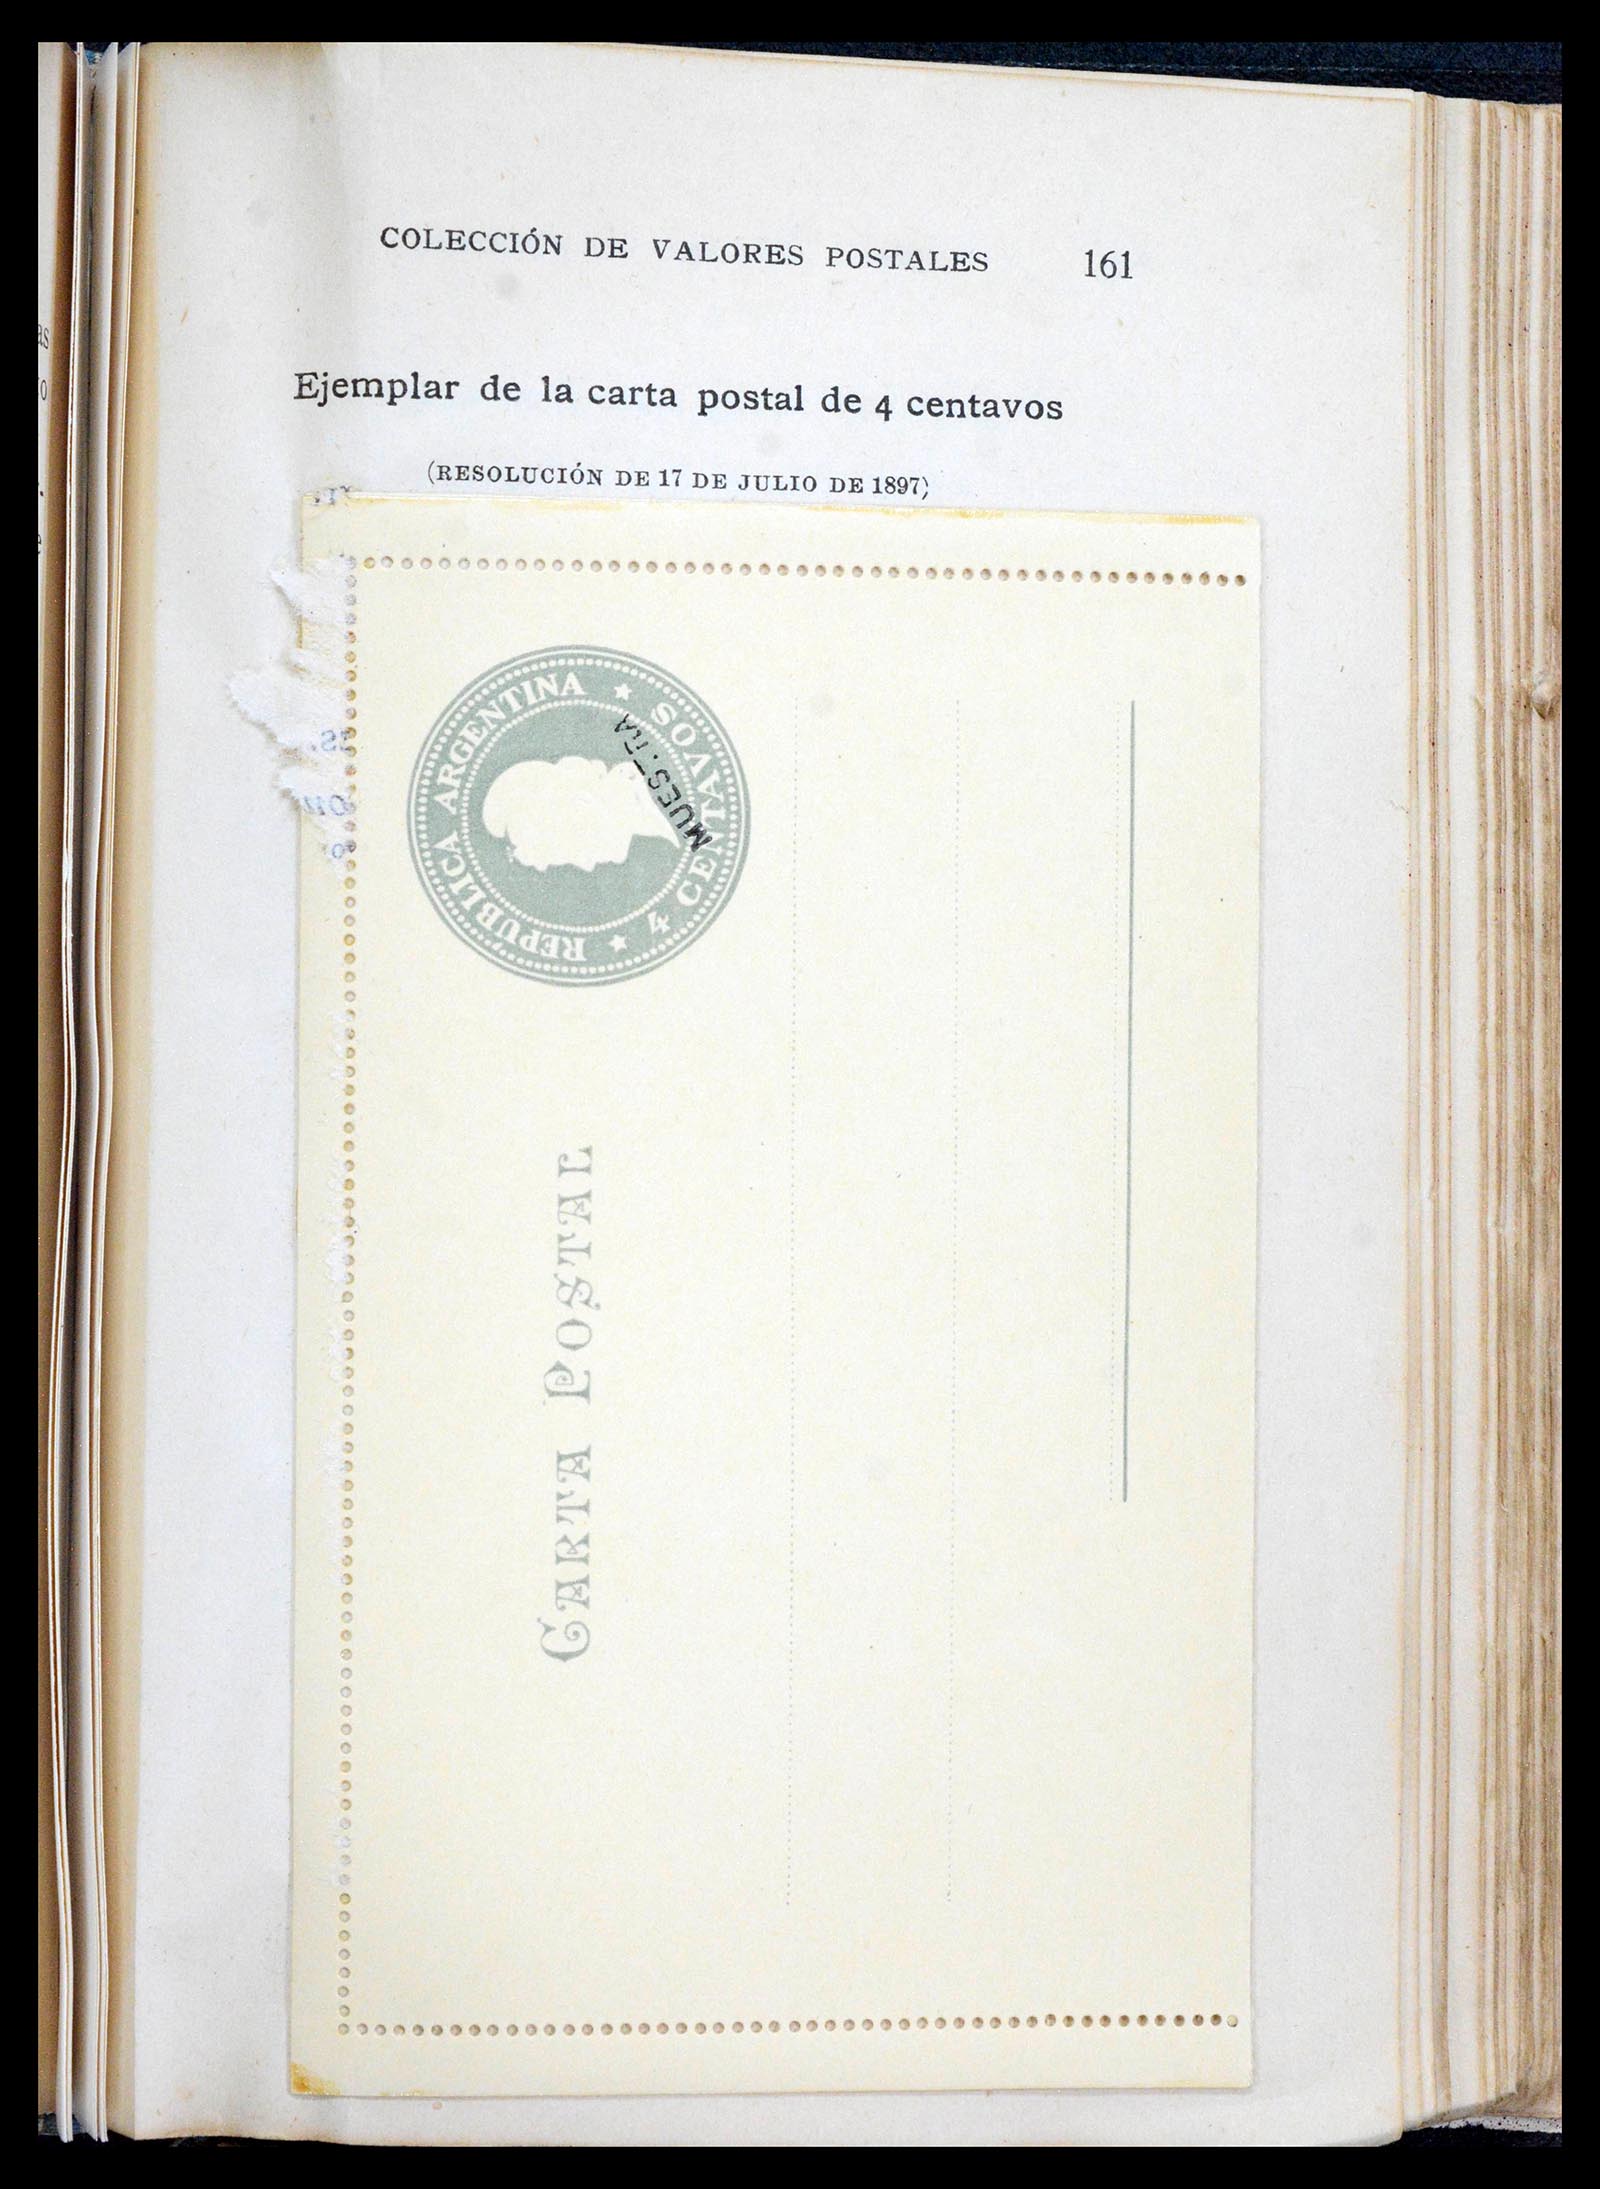 COLECCIÓN DE VALORES POSTALES 161
Ejemplar de la carta postal de 4 centavos
(RESOLUCIÓN DE 17 DE JULIO DE 1897)
REPUBLICA ARGENTINA ★ 4 CENTAVOS ★
MUESTRA
CARTA POSTAL